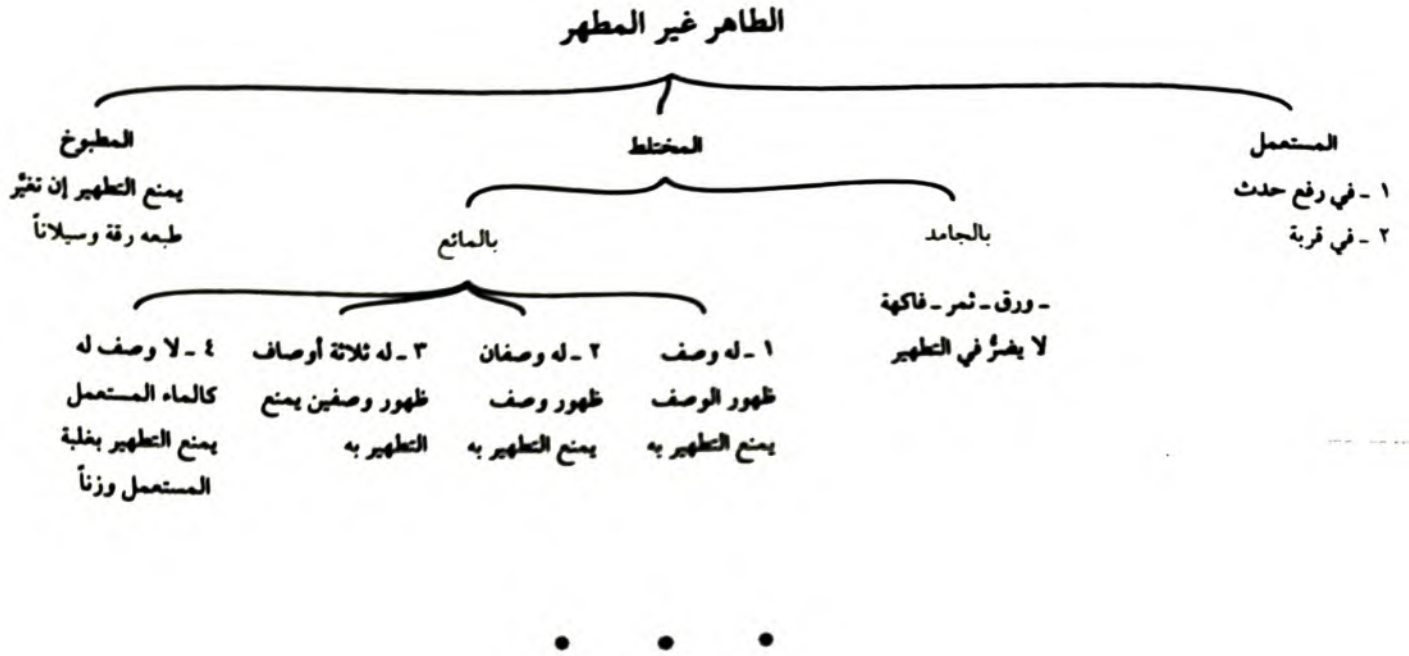 الطاهر غير المطهر
المستعمل
١ ـ في رفع حدث
٢ ـ في قربة
المختلط
بالجامد
ـ ورق ـ ثمر ـ فاكهة
لا يضرُّ في التطهير
بالمائع
١ ـ له وصف
ظهور الوصف
يمنع التطهير به
٢ ـ له وصفان
ظهور وصف
يمنع التطهير به
٣ ـ له ثلاثة أوصاف
ظهور وصفين يمنع
التطهير به
٤ ـ لا وصف له
كالماء المستعمل
يمنع التطهير بغلبة
المستعمل وزناً
المطبوخ
يمنع التطهير إن تغيَّر
طبعه رقة وسيلاناً